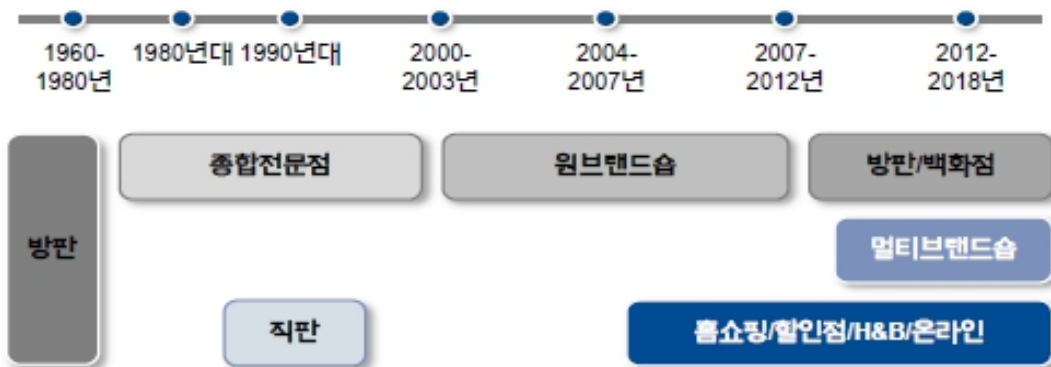 1960-
1980년
1980년대
1990년대
2000-
2003년
2004-
2007년
2007-
2012년
2012-
2018년
방판
종합전문점
원브랜드숍
방판/백화점
멀티브랜드숍
직판
홈쇼핑/할인점/H&B/온라인